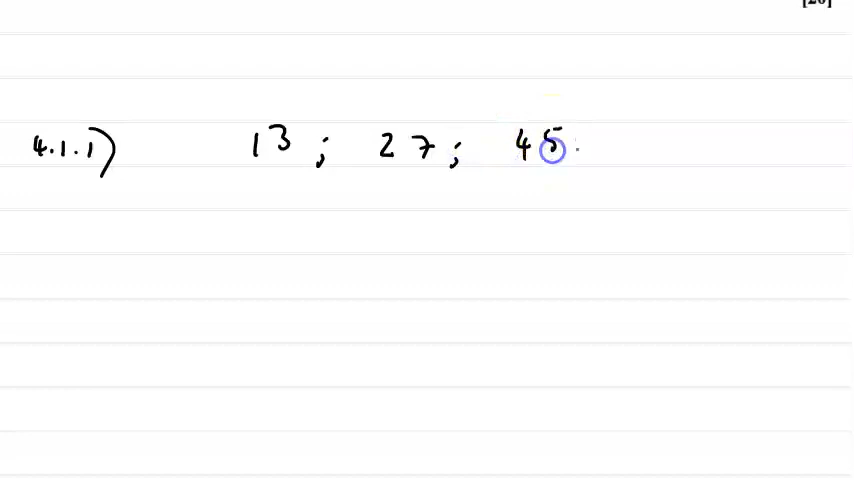 4.1.1) 13 ; 27 ; 45